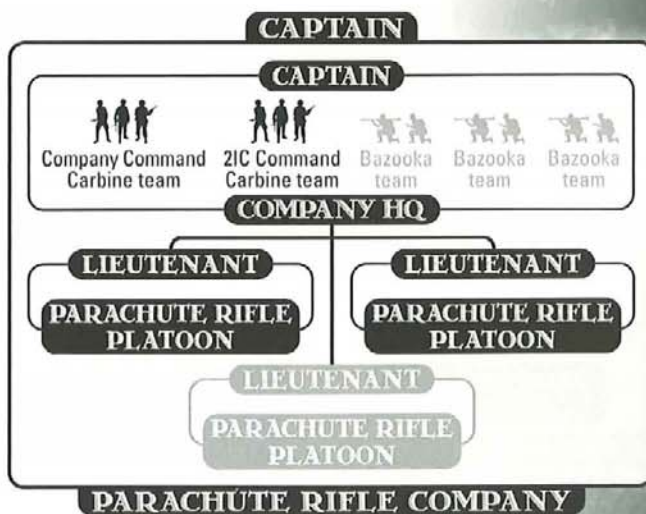 CAPTAIN
CAPTAIN
Company Command
Carbine team
2IC Command
Carbine team
Bazooka
team
Bazooka
team
Bazooka
team
COMPANY HQ
LIEUTENANT
PARACHUTE RIFLE
PLATOON
LIEUTENANT
PARACHUTE RIFLE
PLATOON
LIEUTENANT
PARACHUTE RIFLE
PLATOON
PARACHUTE RIFLE COMPANY